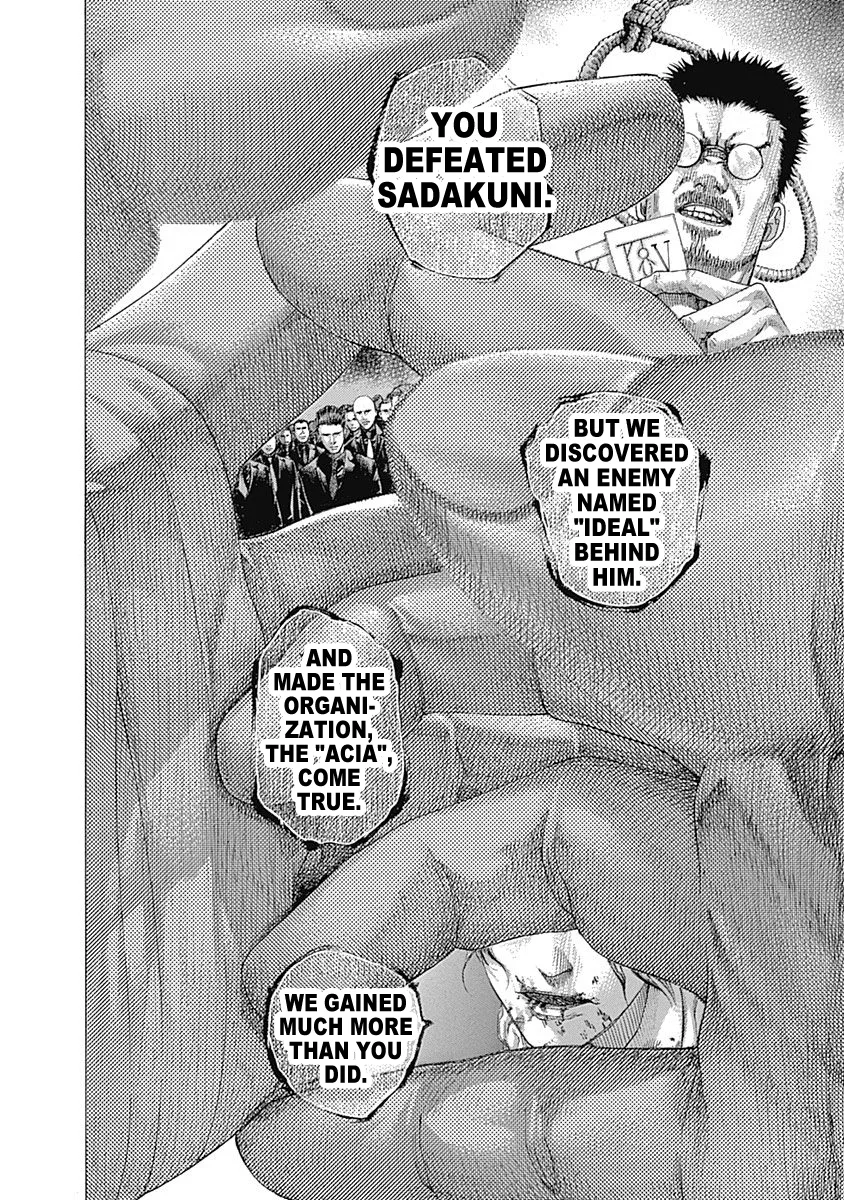 YOU
DEFEATED
SADAKUNI.
BUT WE
DISCOVERED
AN ENEMY
NAMED
"IDEAL"
BEHIND
HIM.
AND
MADE THE
ORGANI-
ZATION,
THE "ACIA",
COME
TRUE.
WE GAINED
MUCH MORE
THAN YOU
DID.